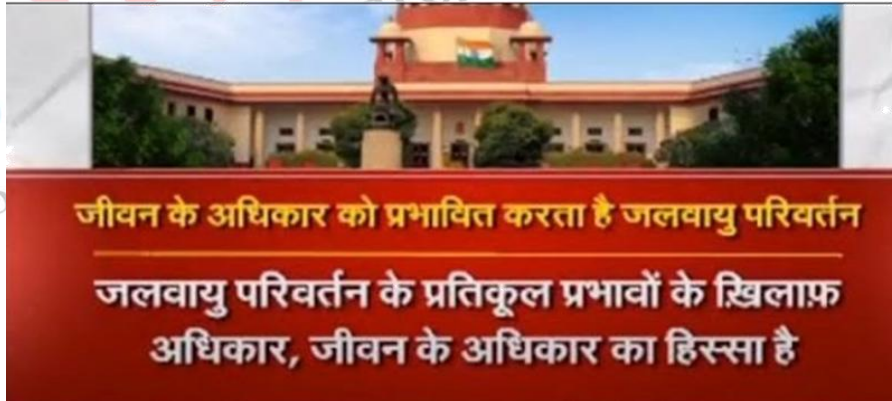 जीवन के अधिकार को प्रभावित करता है जलवायु परिवर्तन
जलवायु परिवर्तन के प्रतिकूल प्रभावों के ख़िलाफ़
अधिकार, जीवन के अधिकार का हिस्सा है